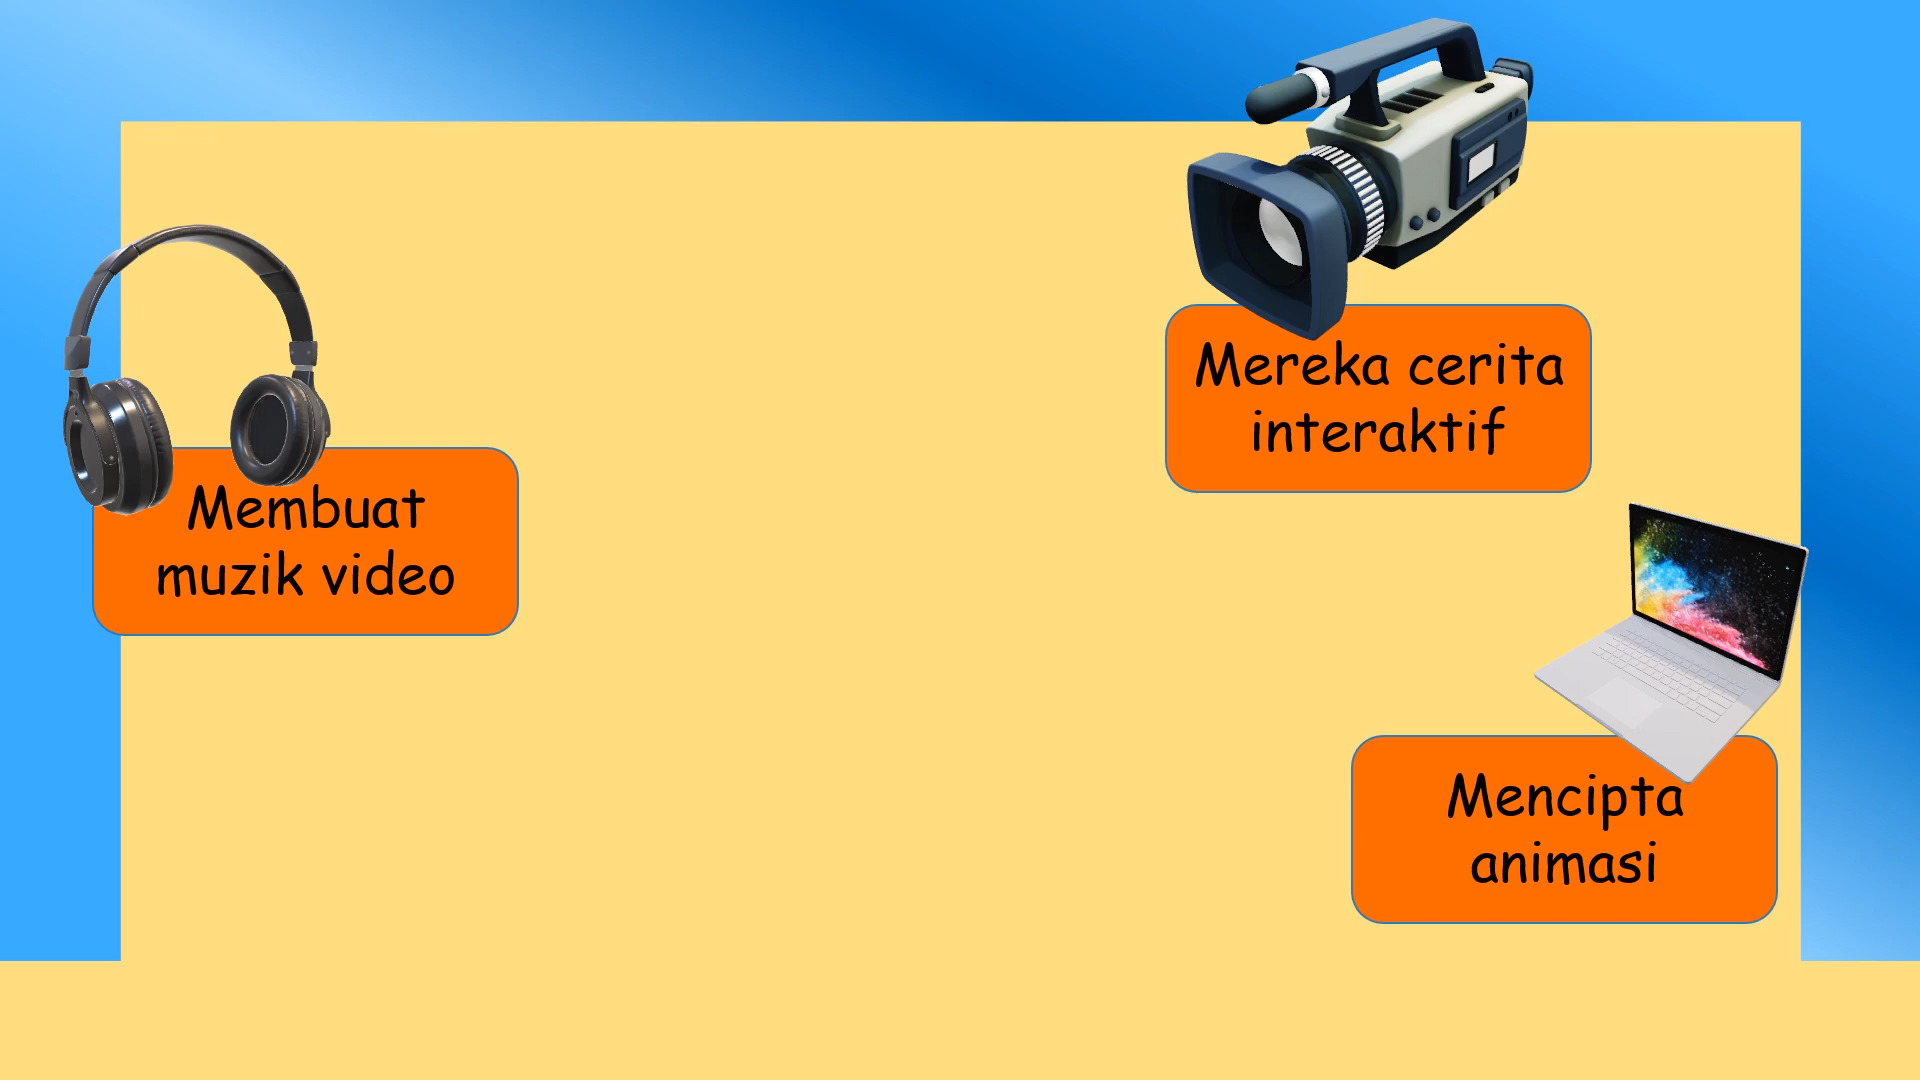 Mereka cerita
interaktif
Membuat
muzik video
Mencipta
animasi